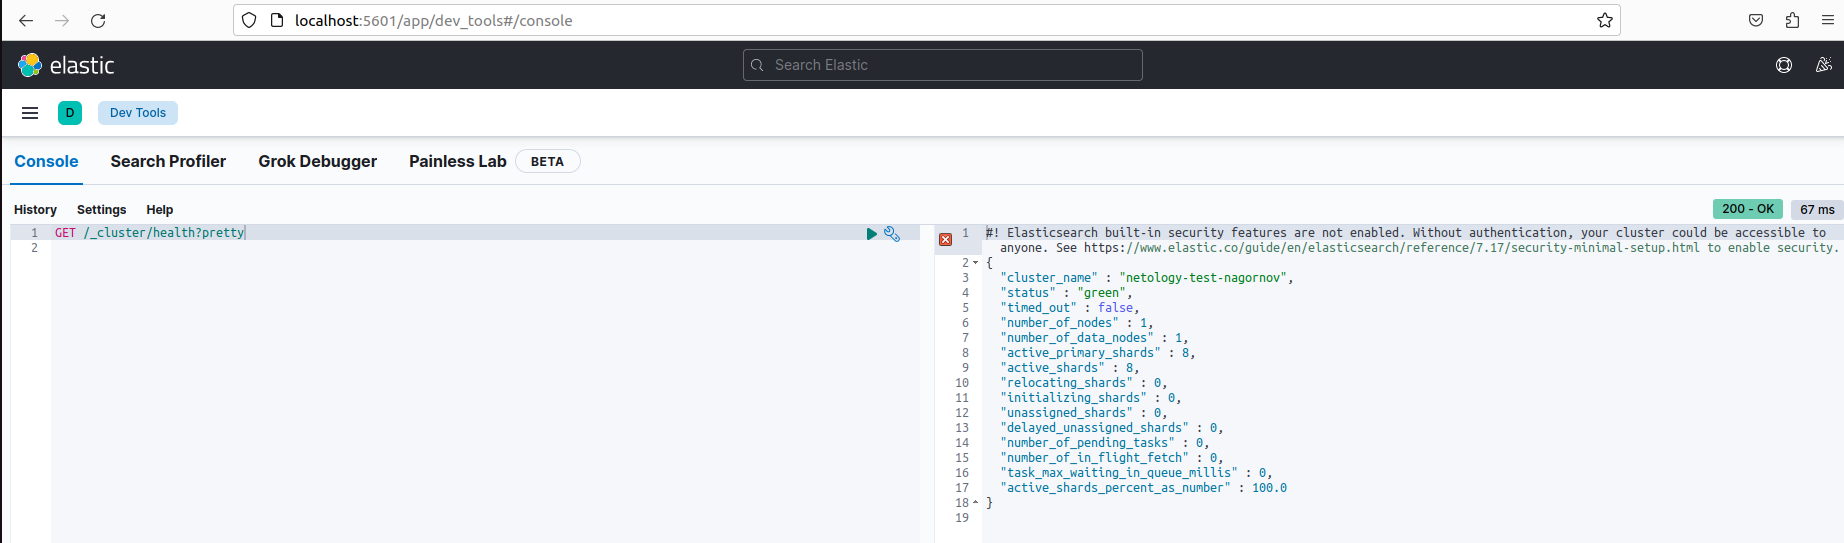 localhost:5601/app/dev_tools#/console
elastic
Search Elastic
D
Dev Tools
Console
Search Profiler
Grok Debugger
Painless Lab
BETA
History
Settings
Help
200 - OK
67 ms
1 GET /_cluster/health?pretty
2
1 #! Elasticsearch built-in security features are not enabled. Without authentication, your cluster could be accessible to
anyone. See https://www.elastic.co/guide/en/elasticsearch/reference/7.17/security-minimal-setup.html to enable security.
2 {
3 "cluster_name" : "netology-test-nagornov",
4 "status" : "green",
5 "timed_out" : false,
6 "number_of_nodes" : 1,
7 "number_of_data_nodes" : 1,
8 "active_primary_shards" : 8,
9 "active_shards" : 8,
10 "relocating_shards" : 0,
11 "initializing_shards" : 0,
12 "unassigned_shards" : 0,
13 "delayed_unassigned_shards" : 0,
14 "number_of_pending_tasks" : 0,
15 "number_of_in_flight_fetch" : 0,
16 "task_max_waiting_in_queue_millis" : 0,
17 "active_shards_percent_as_number" : 100.0
18 }
19